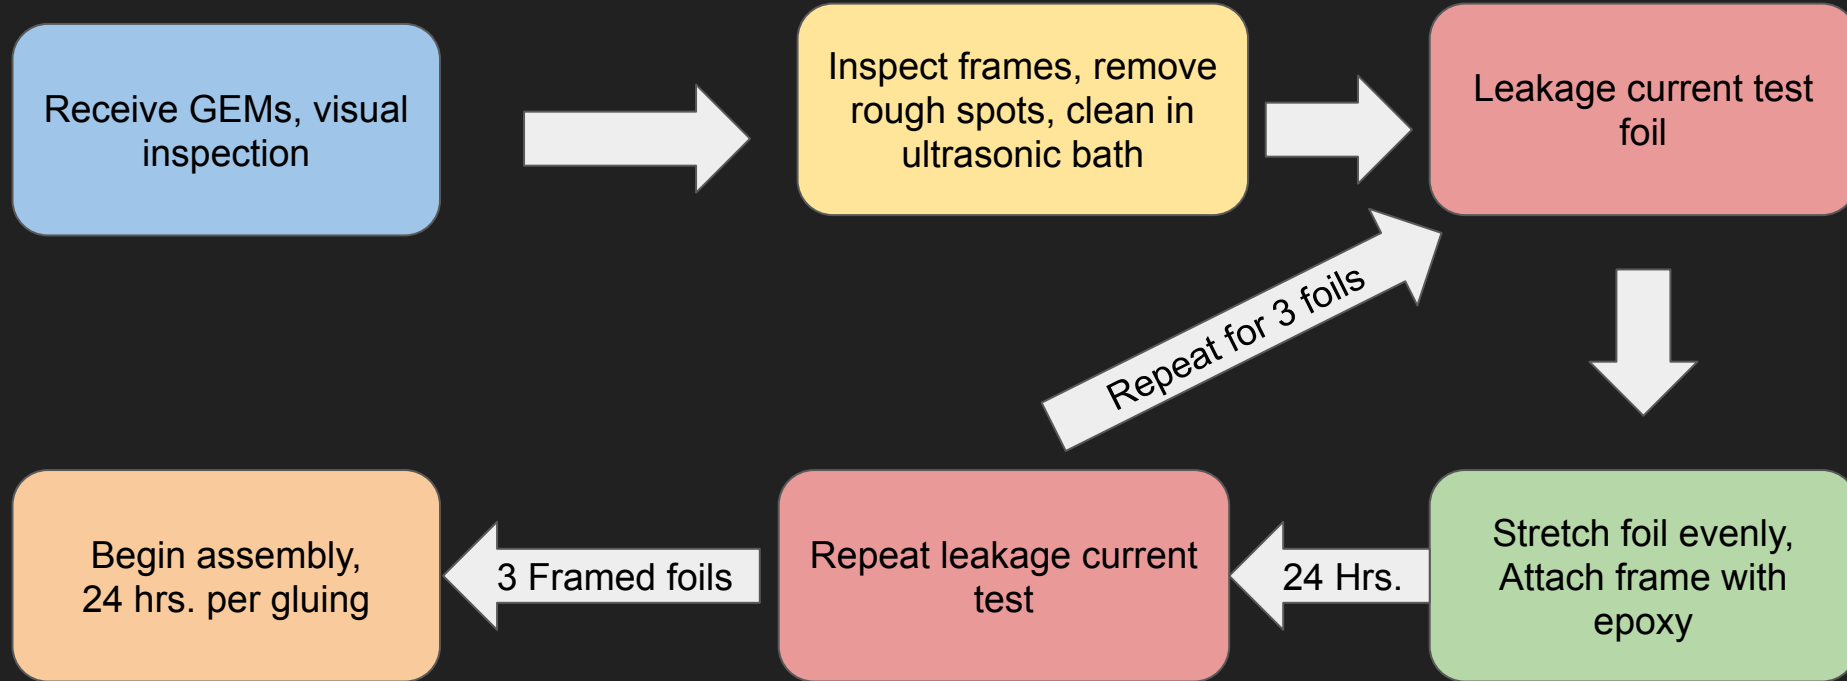 Receive GEMs, visual
inspection
Inspect frames, remove
rough spots, clean in
ultrasonic bath
Leakage current test
foil
Repeat for 3 foils
Stretch foil evenly,
Attach frame with
epoxy
24 Hrs.
Repeat leakage current
test
3 Framed foils
Begin assembly,
24 hrs. per gluing